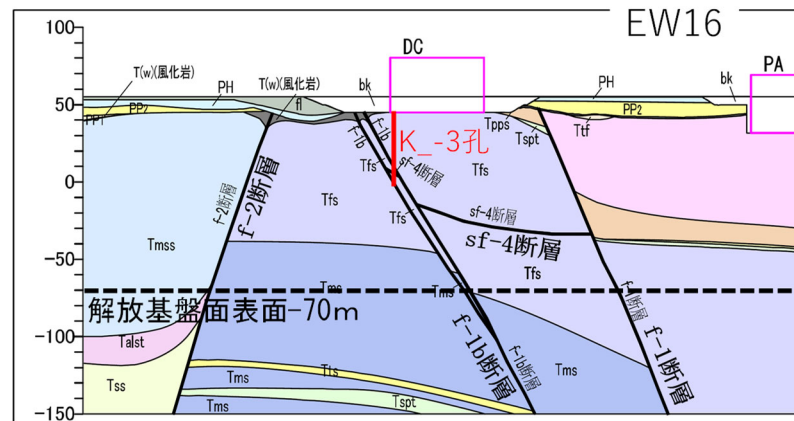 EW16
100
50
0
-50
-100
-150
T(w)(風化岩)
T(w)(風化岩)
PH
fl
bk
DC
PH
bk
PA
PP1
PP2
PP2
Ttf
Tpps
Tspt
f-1b
f-1b
K_-3孔
Tfs
sf-4断層
Tfs
Tfs
f-2断層
f-2断層
Tfs
sf-4断層
sf-4断層
Tfs
Tmss
Tms
Tms
解放基盤面表面-70m
f-1断層
f-1断層
f-1b断層
f-1b断層
Talst
Tss
Tms
Tts
Tms
Tms
Tspt